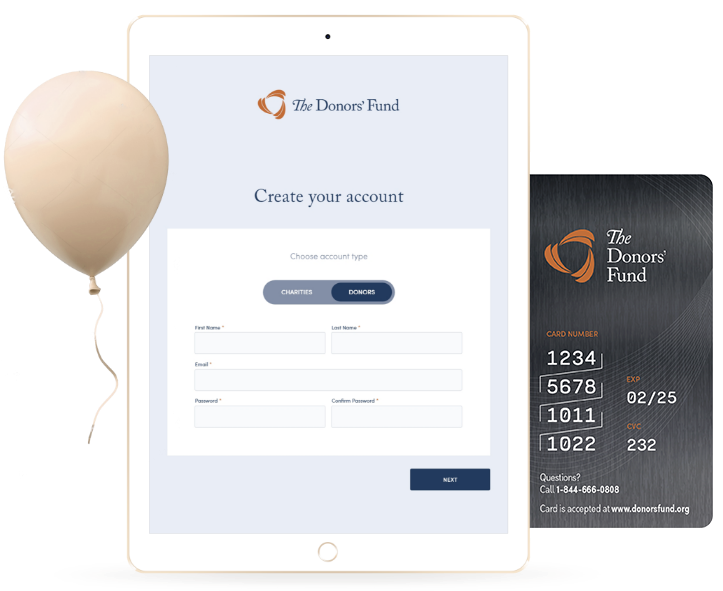 The Donors' Fund
Create your account
Choose account type
CHARITIES DONORS
First Name * Last Name *
Email *
Password * Confirm Password *
NEXT
The
Donors'
Fund
CARD NUMBER
1234
5678
1011
1022
EXP
02/25
CVC
232
Questions?
Call 1-844-666-0808
Card is accepted at www.donorsfund.org